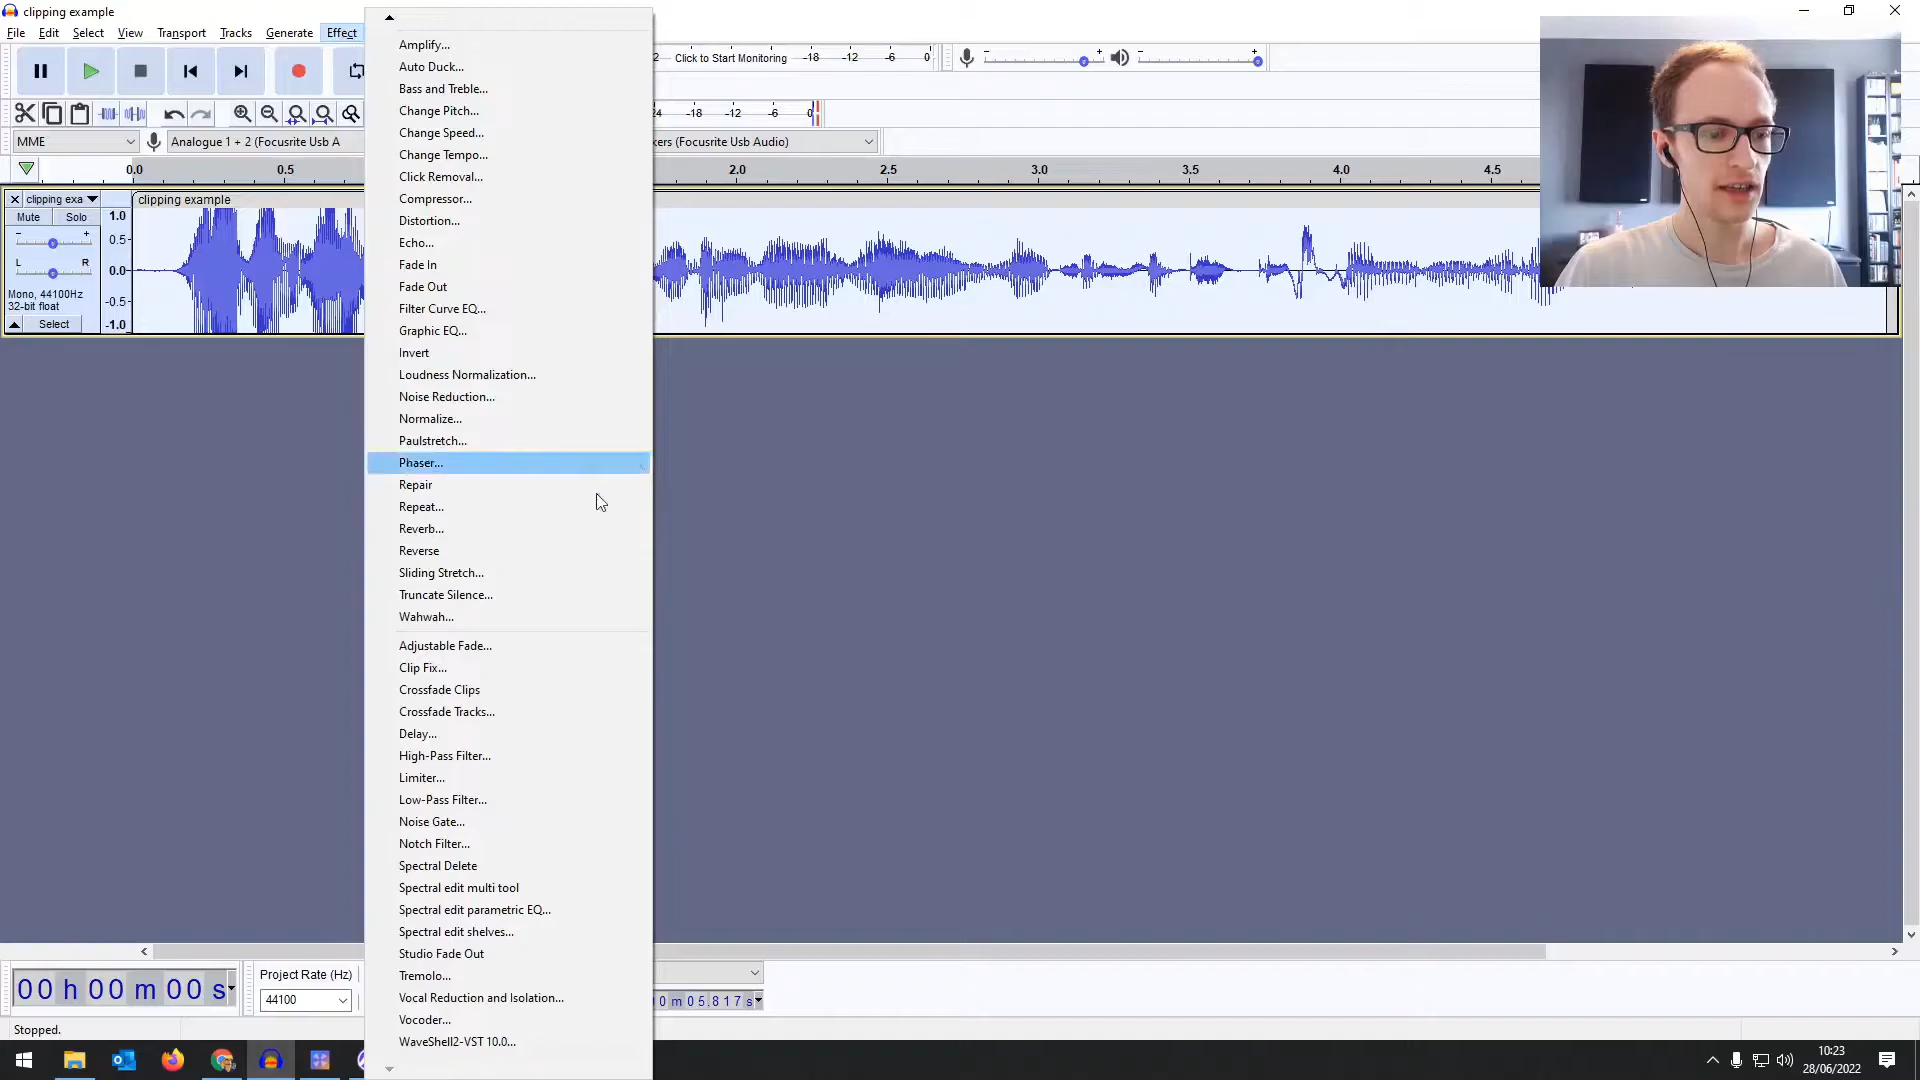 clipping example
File Edit Select View Transport Tracks Generate Effect
Click to Start Monitoring -18 -12 -6 0
-18 -12 -6 0
MME Analogue 1 + 2 (Focusrite Usb A
kers (Focusrite Usb Audio)
0.0 0.5 2.0 2.5 3.0 3.5 4.0 4.5
clipping exa
clipping example
Mute Solo
- +
L R
Mono, 44100Hz
32-bit float
Select
1.0
0.5
0.0
-0.5
-1.0
Amplify...
Auto Duck...
Bass and Treble...
Change Pitch...
Change Speed...
Change Tempo...
Click Removal...
Compressor...
Distortion...
Echo...
Fade In
Fade Out
Filter Curve EQ...
Graphic EQ...
Invert
Loudness Normalization...
Noise Reduction...
Normalize...
Paulstretch...
Phaser...
Repair
Repeat...
Reverb...
Reverse
Sliding Stretch...
Truncate Silence...
Wahwah...
Adjustable Fade...
Clip Fix...
Crossfade Clips
Crossfade Tracks...
Delay...
High-Pass Filter...
Limiter...
Low-Pass Filter...
Noise Gate...
Notch Filter...
Spectral Delete
Spectral edit multi tool
Spectral edit parametric EQ...
Spectral edit shelves...
Studio Fade Out
Tremolo...
Vocal Reduction and Isolation...
Vocoder...
WaveShell2-VST 10.0...
00 h 00 m 00 s
Project Rate (Hz)
44100
0 m 05.817 s
Stopped.
10:23
28/06/2022